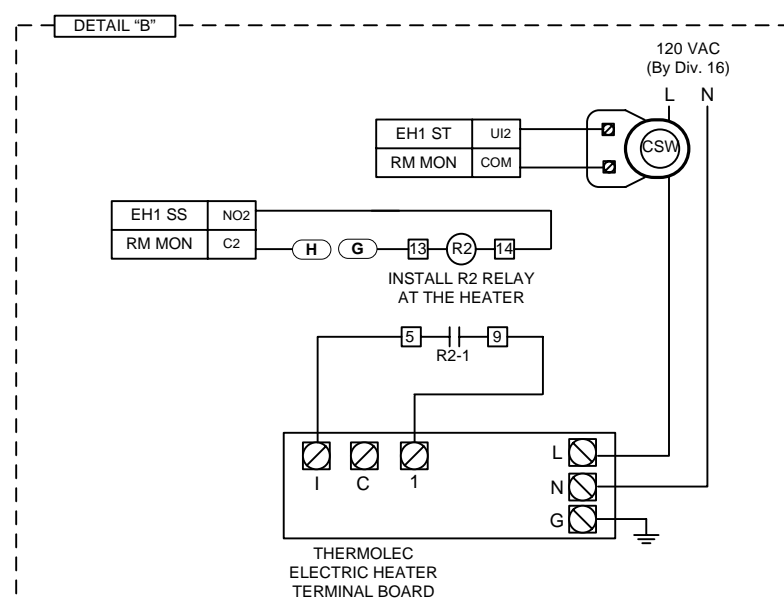 DETAIL “B”
120 VAC
(By Div. 16)
L N
EH1 ST UI2
RM MON COM
CSW
EH1 SS NO2
RM MON C2 H G 13 R2 14
INSTALL R2 RELAY
AT THE HEATER
5 9
R2-1
L
I C 1
N
G
THERMOLEC
ELECTRIC HEATER
TERMINAL BOARD